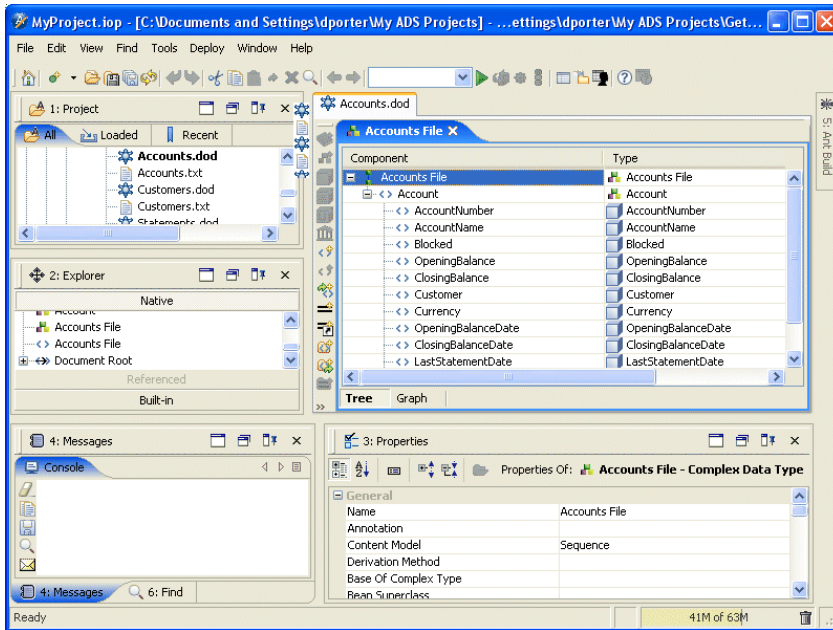 MyProject.iop - [C:\Documents and Settings\dporter\My ADS Projects] - ...ettings\dporter\My ADS Projects\Get...
File Edit View Find Tools Deploy Window Help
1: Project
All Loaded Recent
Accounts.dod
Accounts.txt
Customers.dod
Customers.txt
Statements.dod
2: Explorer
Native
Account
Accounts File
Accounts File
Document Root
Referenced
Built-in
Accounts.dod
Accounts File
Component Type
Accounts File Accounts File
Account Account
AccountNumber AccountNumber
AccountName AccountName
Blocked Blocked
OpeningBalance OpeningBalance
ClosingBalance ClosingBalance
Customer Customer
Currency Currency
OpeningBalanceDate OpeningBalanceDate
ClosingBalanceDate ClosingBalanceDate
LastStatementDate LastStatementDate
Tree Graph
5: Ant Build
4: Messages
Console
4: Messages 6: Find
3: Properties
Properties Of: Accounts File - Complex Data Type
General
Name Accounts File
Annotation
Content Model Sequence
Derivation Method
Base Of Complex Type
Bean Superclass
Ready 41M of 63M